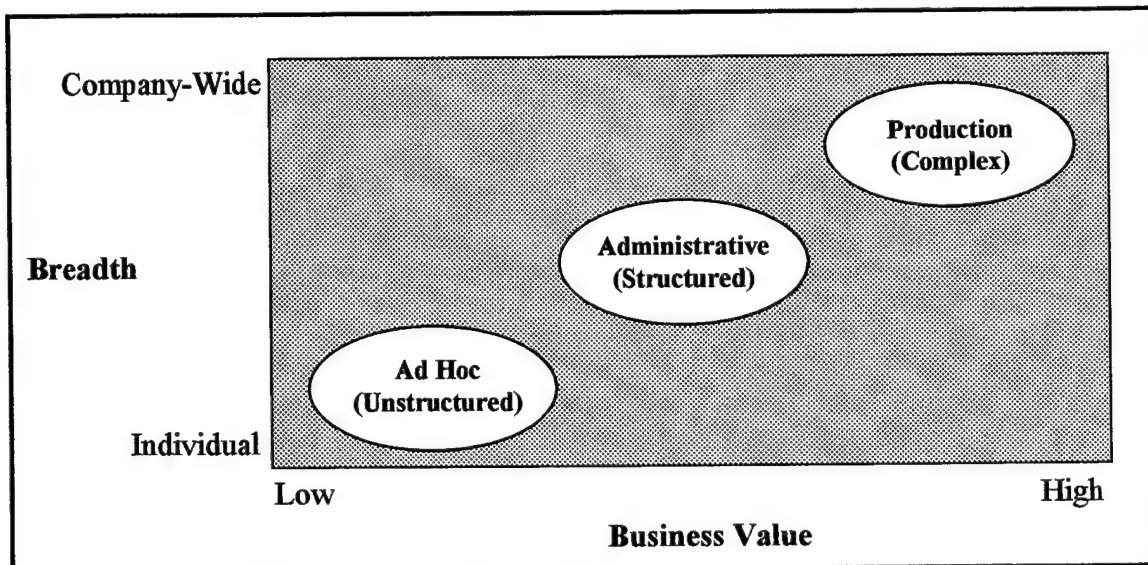 Company-Wide
Production
(Complex)
Administrative
(Structured)
Breadth
Ad Hoc
(Unstructured)
Individual
Low
High
Business Value